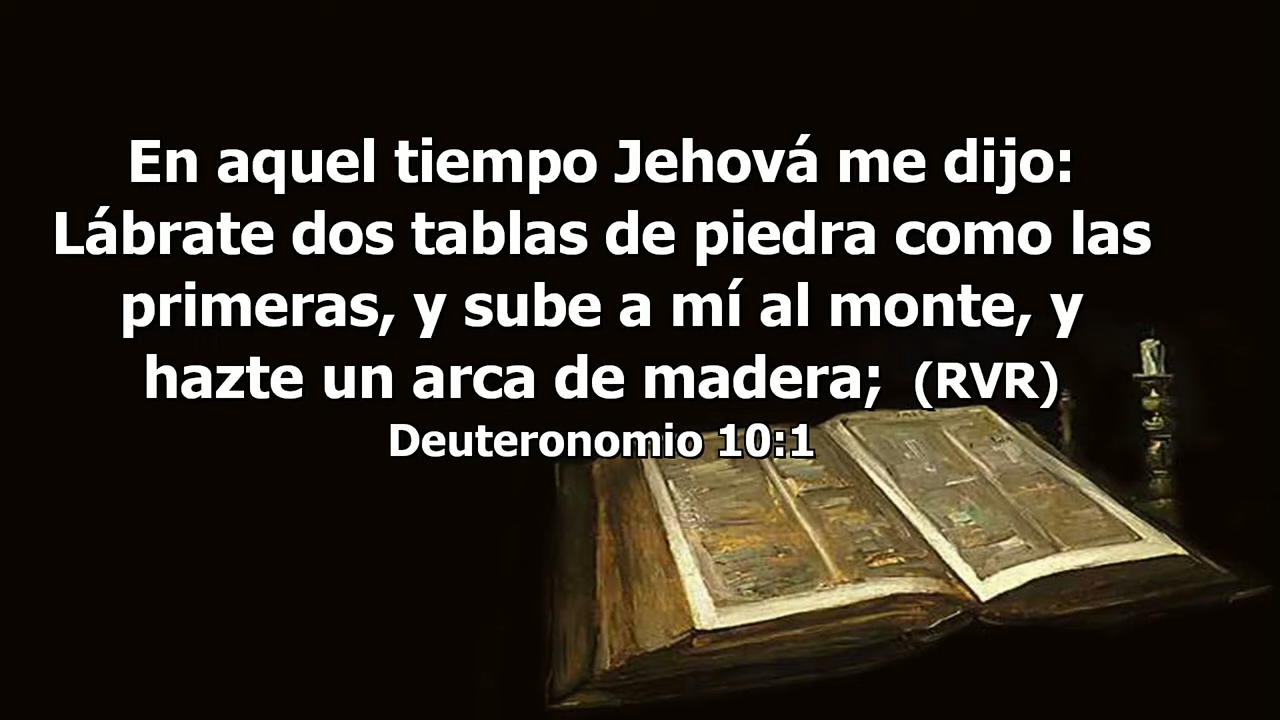 En aquel tiempo Jehová me dijo:
Lábrate dos tablas de piedra como las
primeras, y sube a mí al monte, y
hazte un arca de madera; (RVR)
Deuteronomio 10:1